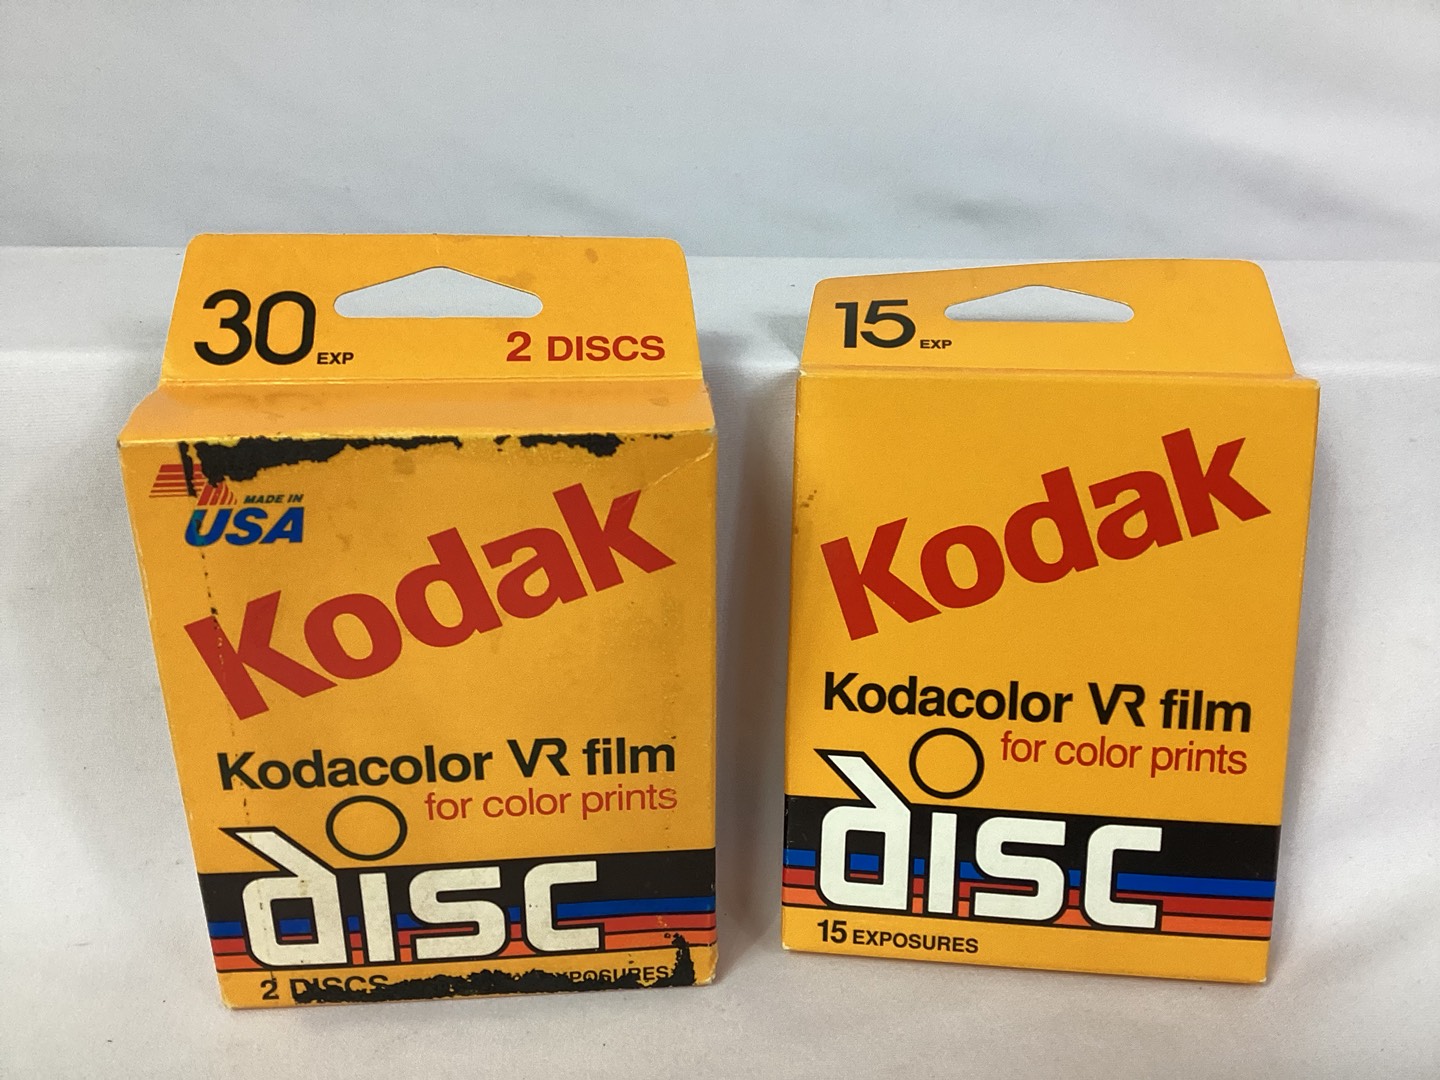 30 EXP
2 DISCS
MADE IN
USA
Kodak
Kodacolor VR film
for color prints
disc
2 DISCS EXPOSURES
15 EXP
Kodak
Kodacolor VR film
for color prints
disc
15 EXPOSURES